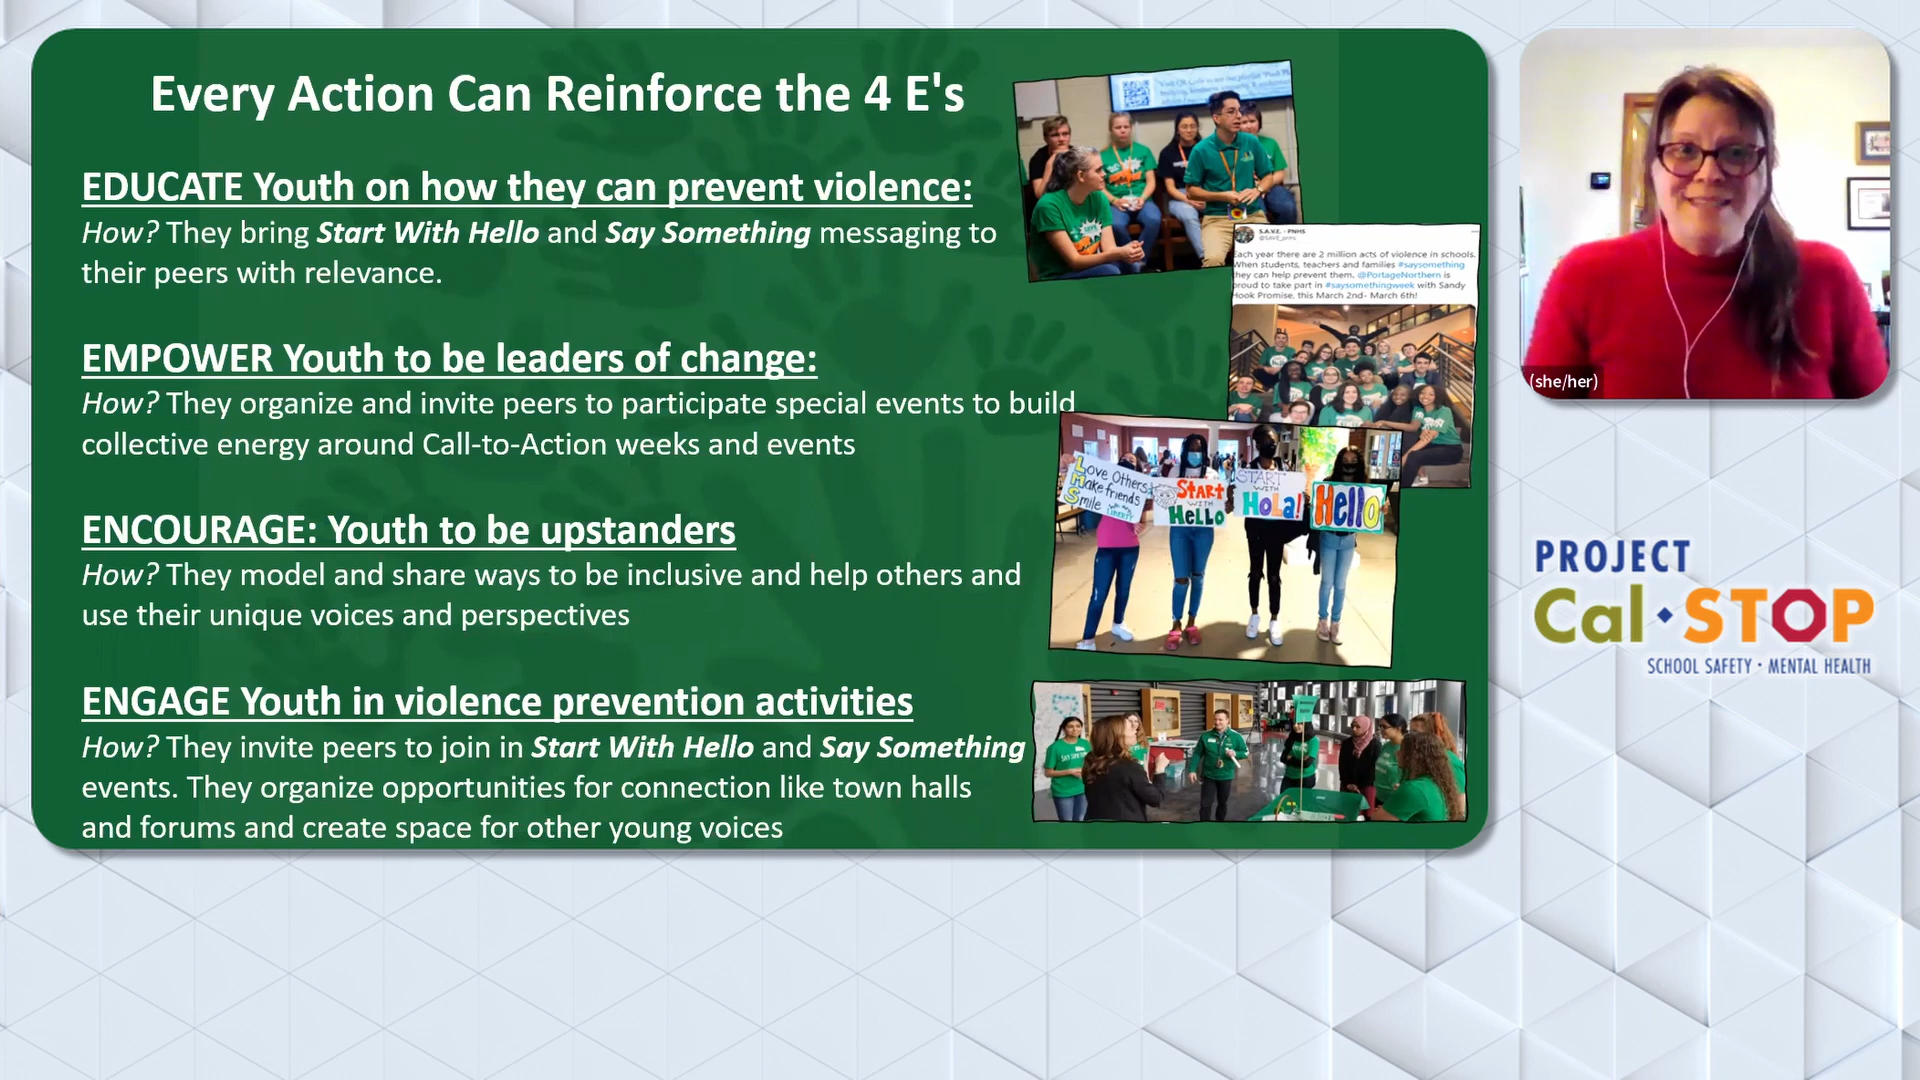 Every Action Can Reinforce the 4 E's
EDUCATE Youth on how they can prevent violence:
How? They bring Start With Hello and Say Something messaging to
their peers with relevance.
EMPOWER Youth to be leaders of change:
How? They organize and invite peers to participate special events to build
collective energy around Call-to-Action weeks and events
ENCOURAGE: Youth to be upstanders
How? They model and share ways to be inclusive and help others and
use their unique voices and perspectives
ENGAGE Youth in violence prevention activities
How? They invite peers to join in Start With Hello and Say Something
events. They organize opportunities for connection like town halls
and forums and create space for other young voices
S.A.V.E. - PNHS
@SAVE_pnhs
Each year there are 2 million acts of violence in schools.
When students, teachers and families #saysomething
they can help prevent them. @PortageNorthern is
proud to take part in #saysomethingweek with Sandy
Hook Promise, this March 2nd- March 6th!
Love Others
Make friends
Smile
START
WITH
HELLO
START
WITH
HOLA!
Hello
(she/her)
PROJECT
Cal·STOP
SCHOOL SAFETY · MENTAL HEALTH